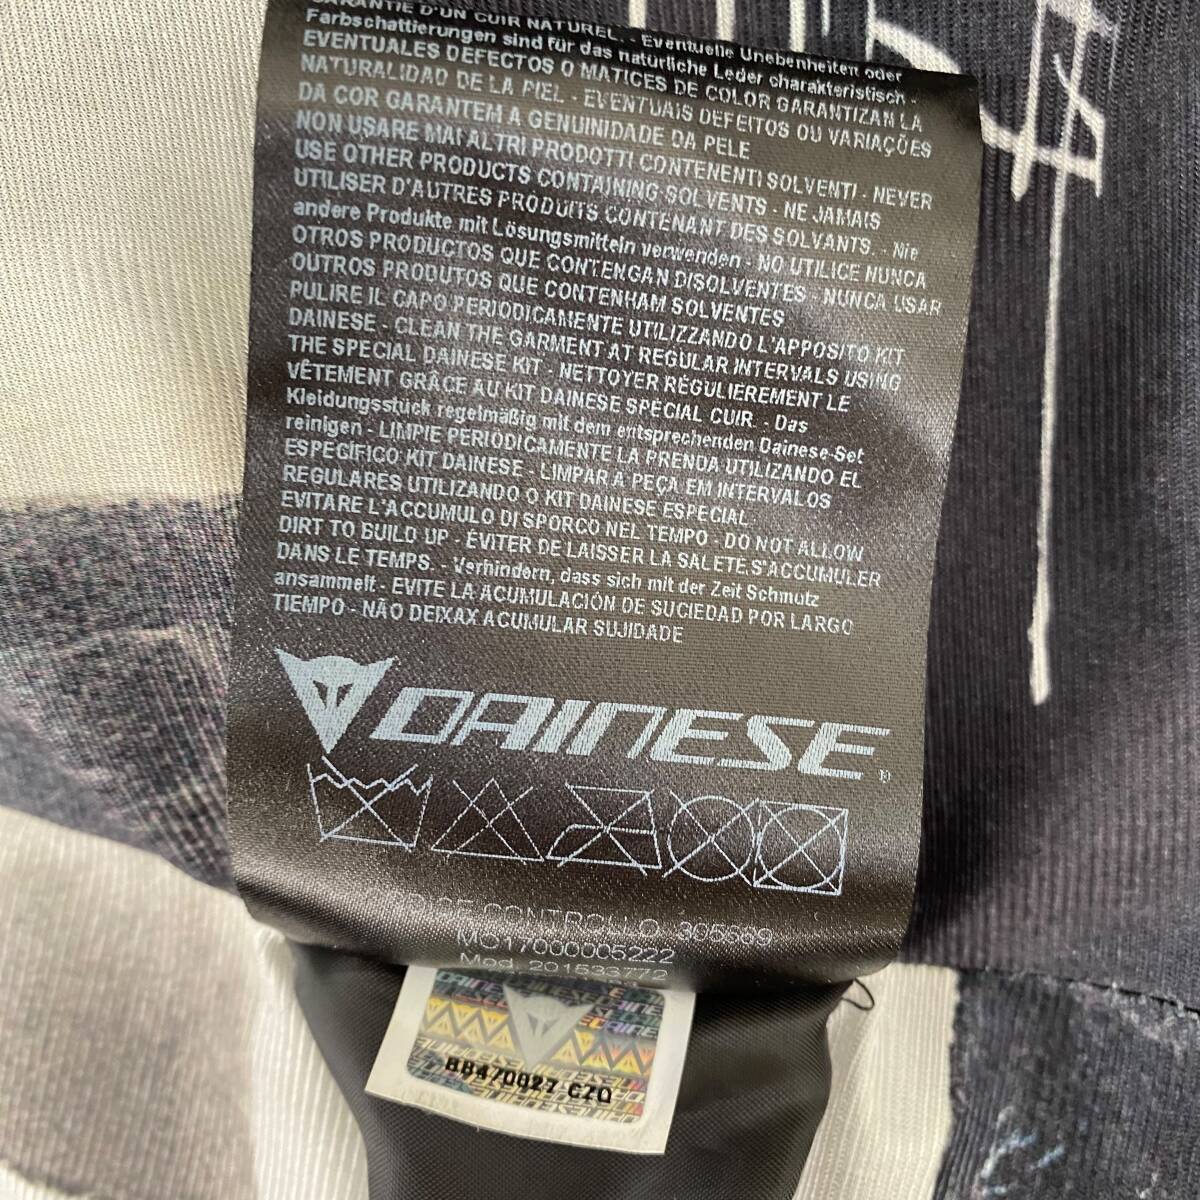 GARANTIE D'UN CUIR NATUREL. - Eventuelle Unebenheiten oder
Farbschattierungen sind für das natürliche Leder charakteristisch -
EVENTUALES DEFECTOS O MATICES DE COLOR GARANTIZAN LA
NATURALIDAD DE LA PIEL - EVENTUAIS DEFEITOS OU VARIAÇÕES
DA COR GARANTEM A GENUINIDADE DA PELE
NON USARE MAI ALTRI PRODOTTI CONTENENTI SOLVENTI - NEVER
USE OTHER PRODUCTS CONTAINING SOLVENTS - NE JAMAIS
UTILISER D'AUTRES PRODUITS CONTENANT DES SOLVANTS. - Nie
andere Produkte mit Lösungsmitteln verwenden - NO UTILICE NUNCA
OTROS PRODUCTOS QUE CONTENGAN DISOLVENTES - NUNCA USAR
OUTROS PRODUTOS QUE CONTENHAM SOLVENTES
PULIRE IL CAPO PERIODICAMENTE UTILIZZANDO L'APPOSITO KIT
DAINESE - CLEAN THE GARMENT AT REGULAR INTERVALS USING
THE SPECIAL DAINESE KIT - NETTOYER RÉGULIEREMENT LE
VÊTEMENT GRÂCE AU KIT DAINESE SPÉCIAL CUIR. - Das
Kleidungsstück regelmäßig mit dem entsprechenden Dainese-Set
reinigen - LIMPIE PERIODICAMENTE LA PRENDA UTILIZANDO EL
ESPECÍFICO KIT DAINESE - LIMPAR A PEÇA EM INTERVALOS
REGULARES UTILIZANDO O KIT DAINESE ESPECIAL
EVITARE L'ACCUMULO DI SPORCO NEL TEMPO - DO NOT ALLOW
DIRT TO BUILD UP - ÉVITER DE LAISSER LA SALETE S'ACCUMULER
DANS LE TEMPS. - Verhindern, dass sich mit der Zeit Schmutz
ansammelt - EVITE LA ACUMULACIÓN DE SUCIEDAD POR LARGO
TIEMPO - NÃO DEIXAX ACUMULAR SUJIDADE
DAINESE
CONTROLLO 305589
MC17000005222
Mod. 201533772
DAINESE
BB470027 CZQ